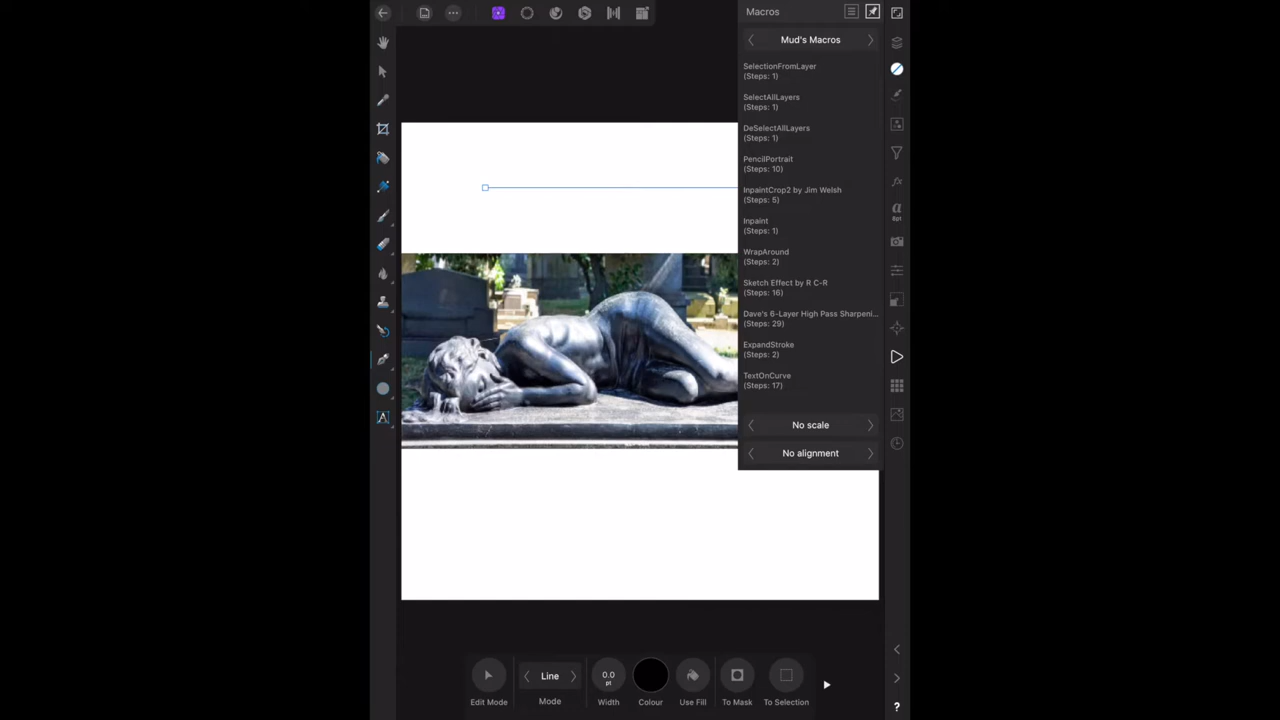 Macros
Mud's Macros
SelectionFromLayer
(Steps: 1)
SelectAllLayers
(Steps: 1)
DeSelectAllLayers
(Steps: 1)
PencilPortrait
(Steps: 10)
InpaintCrop2 by Jim Welsh
(Steps: 5)
Inpaint
(Steps: 1)
WrapAround
(Steps: 2)
Sketch Effect by R C-R
(Steps: 16)
Dave's 6-Layer High Pass Sharpeni...
(Steps: 29)
ExpandStroke
(Steps: 2)
TextOnCurve
(Steps: 17)
No scale
No alignment
fx
α
8pt
A
Line
0.0
pt
Edit Mode
Mode
Width
Colour
Use Fill
To Mask
To Selection
?